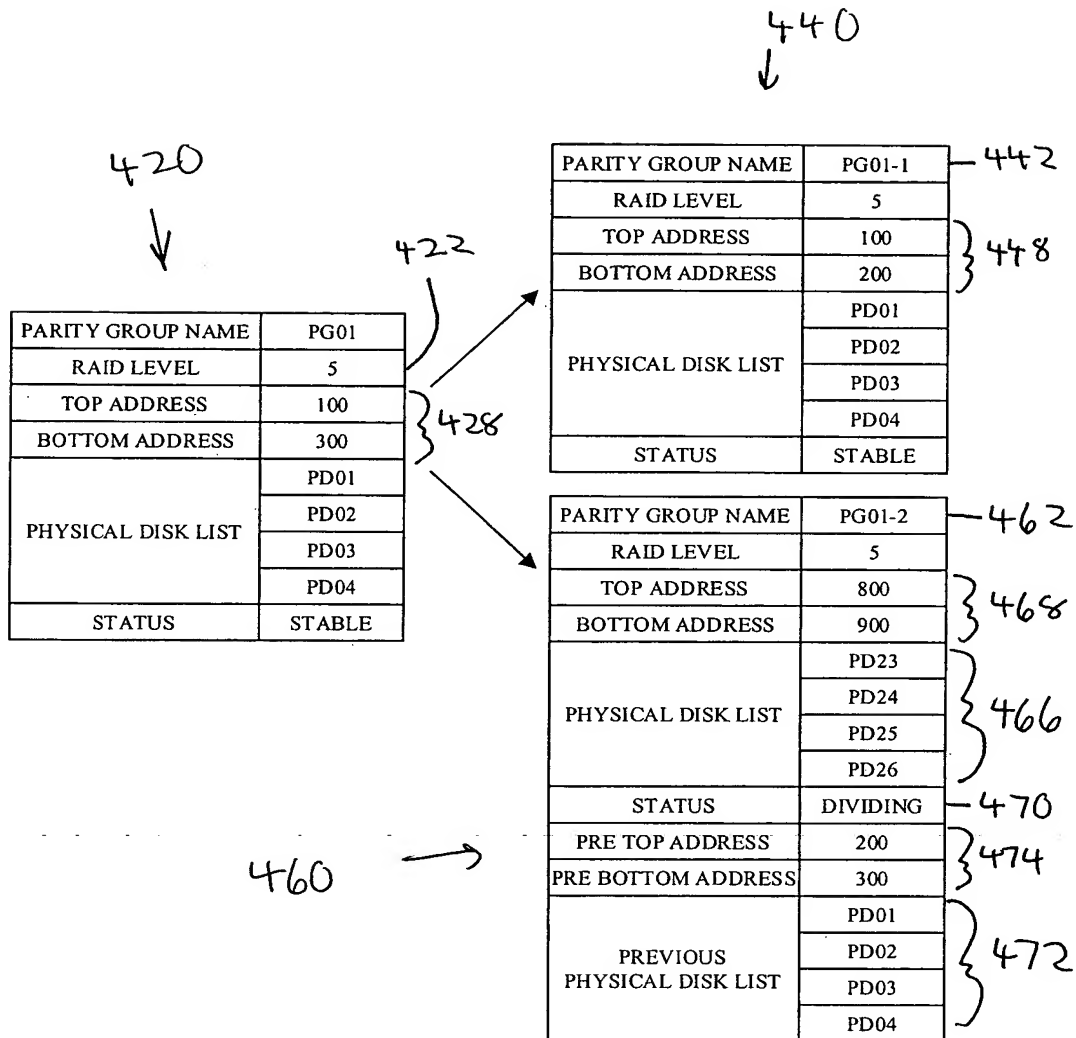 440
420
422
PARITY GROUP NAME PG01
RAID LEVEL 5
TOP ADDRESS 100
BOTTOM ADDRESS 300
428
PHYSICAL DISK LIST
PD01
PD02
PD03
PD04
STATUS STABLE
PARITY GROUP NAME PG01-1 442
RAID LEVEL 5
TOP ADDRESS 100
BOTTOM ADDRESS 200
448
PHYSICAL DISK LIST
PD01
PD02
PD03
PD04
STATUS STABLE
PARITY GROUP NAME PG01-2 462
RAID LEVEL 5
TOP ADDRESS 800
BOTTOM ADDRESS 900
468
PHYSICAL DISK LIST
PD23
PD24
PD25
PD26
466
STATUS DIVIDING 470
PRE TOP ADDRESS 200
PRE BOTTOM ADDRESS 300
474
460
PREVIOUS
PHYSICAL DISK LIST
PD01
PD02
PD03
PD04
472